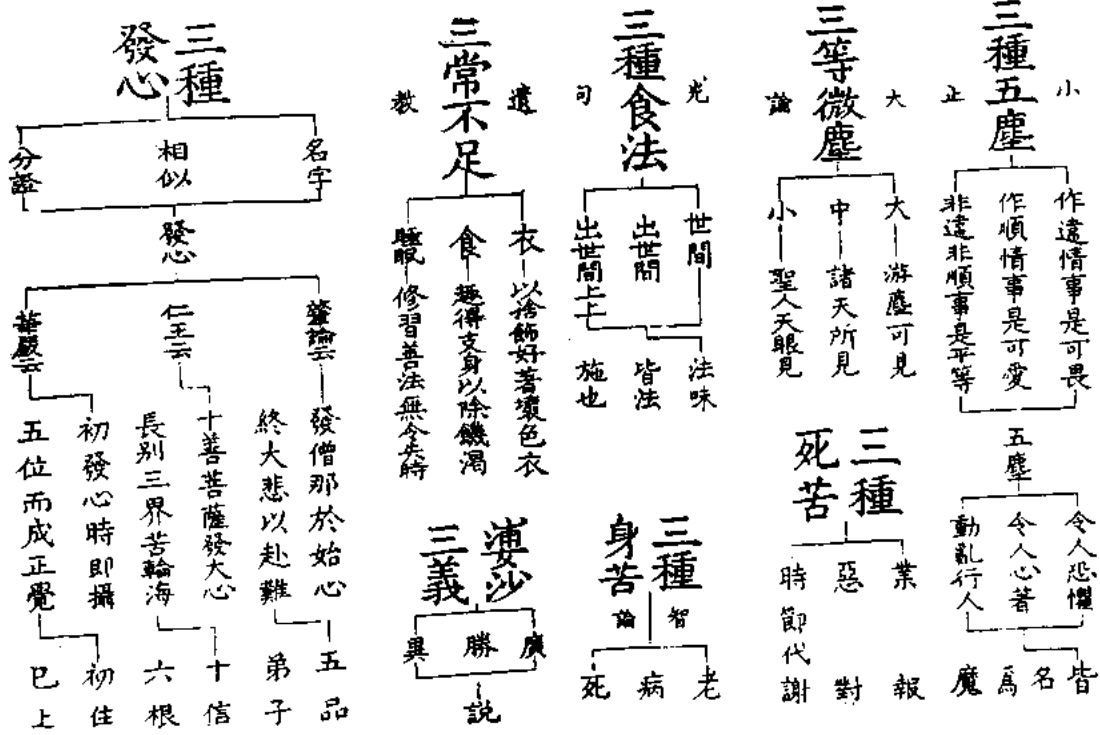 三種五塵
小正
作違情事是可畏
作順情事是可愛
非違非順事是平等
五塵
令人恐懼
令人心著
動亂行人
皆名爲魔
三等微塵
大論
大
游塵可見
中
諸天所見
小
聖人天眼見
三種死苦
業報
惡對
時節代謝
三種食法
光句
世間
出世間
出世間上上
法味
皆法
施也
三種身苦
智論
老
病
死
三常不足
遺教
衣
以捨飾好著壞色衣
食
趣得支身以除饑渴
睡眠
修習善法無令失時
婆沙三義
廣
勝
異
説
三種發心
名字
相似
分證
發心
肇論云
發僧那於始心
終大悲以赴難
五品
弟子
仁王云
十善菩薩發大心
長别三界苦輪海
十信
六根
華嚴云
初發心時即攝
五位而成正覺
初住
已上